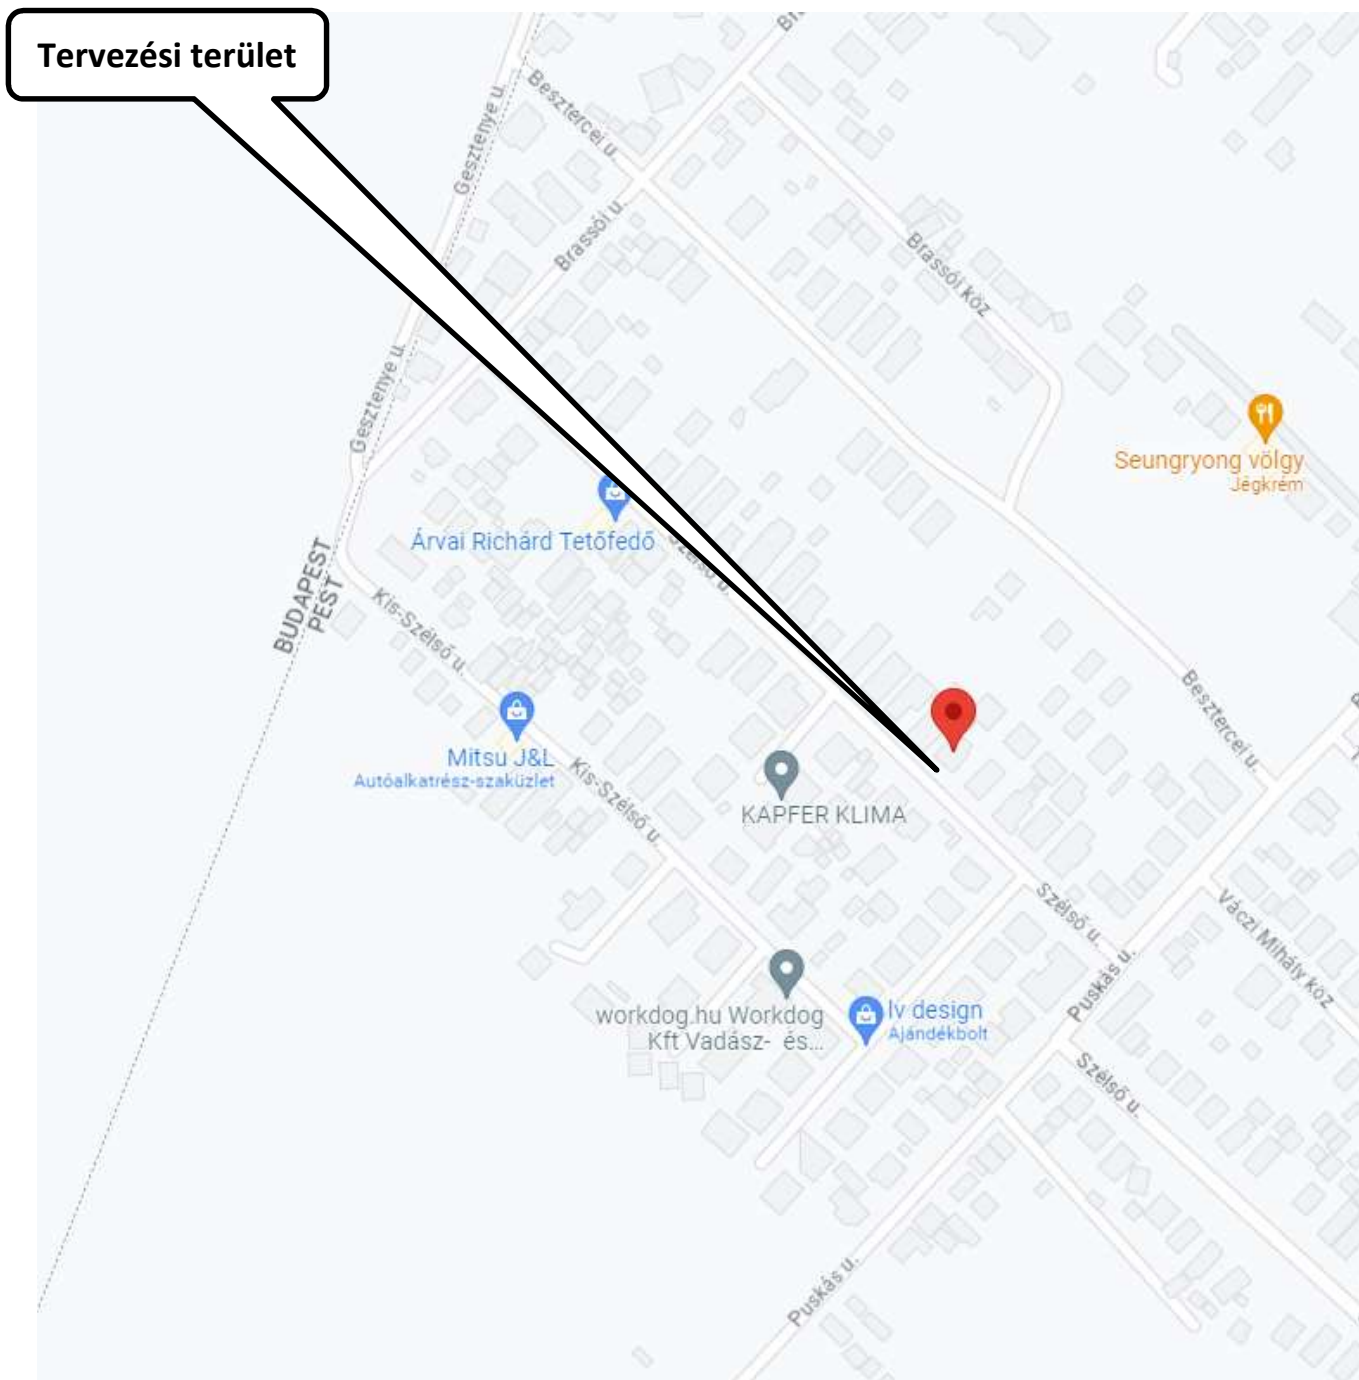 Tervezési terület
Br
Gesztenye u.
Besztercei u.
Brassói u.
Brassói köz
Gesztenye u.
Seungryong völgy
Jégkrém
Árvai Richárd Tetőfedő
Szélső u.
BUDAPEST
PEST
Kis-Szélső u.
Besztercei u.
Mitsu J&L
Autóalkatrész-szaküzlet
Kis-Szélső u.
KAPFER KLIMA
Szélső u.
Váczi Mihály köz
Puskás u.
workdog.hu Workdog
Kft Vadász- és...
lv design
Ajándékbolt
Szélső u.
Puskás u.